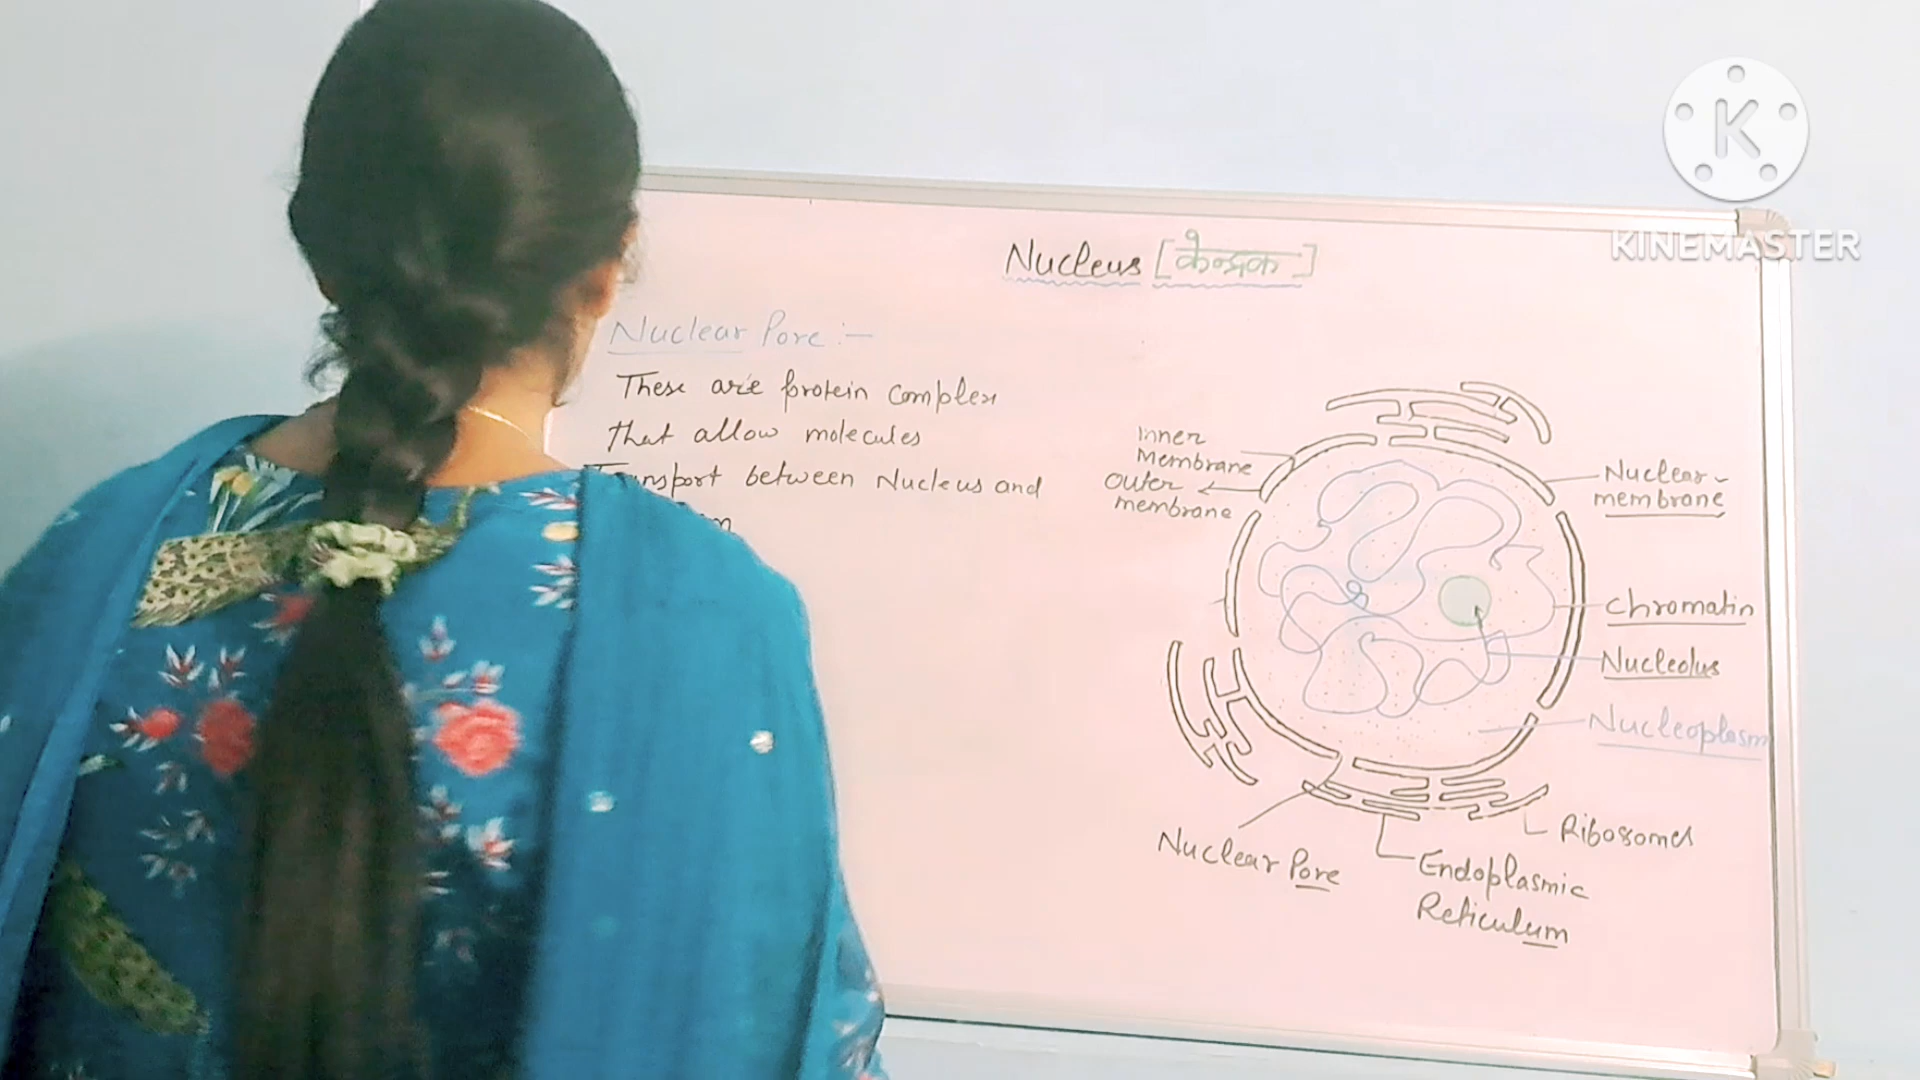 KINEMASTER
Nucleus [केन्द्रक]
Nuclear Pore :-
These are protein complex
that allow molecules
between Nucleus and
Inner
Membrane
Outer
membrane
Nuclear-
membrane
Chromatin
Nucleolus
Nucleoplasm
Ribosomes
Nuclear Pore
Endoplasmic
Reticulum